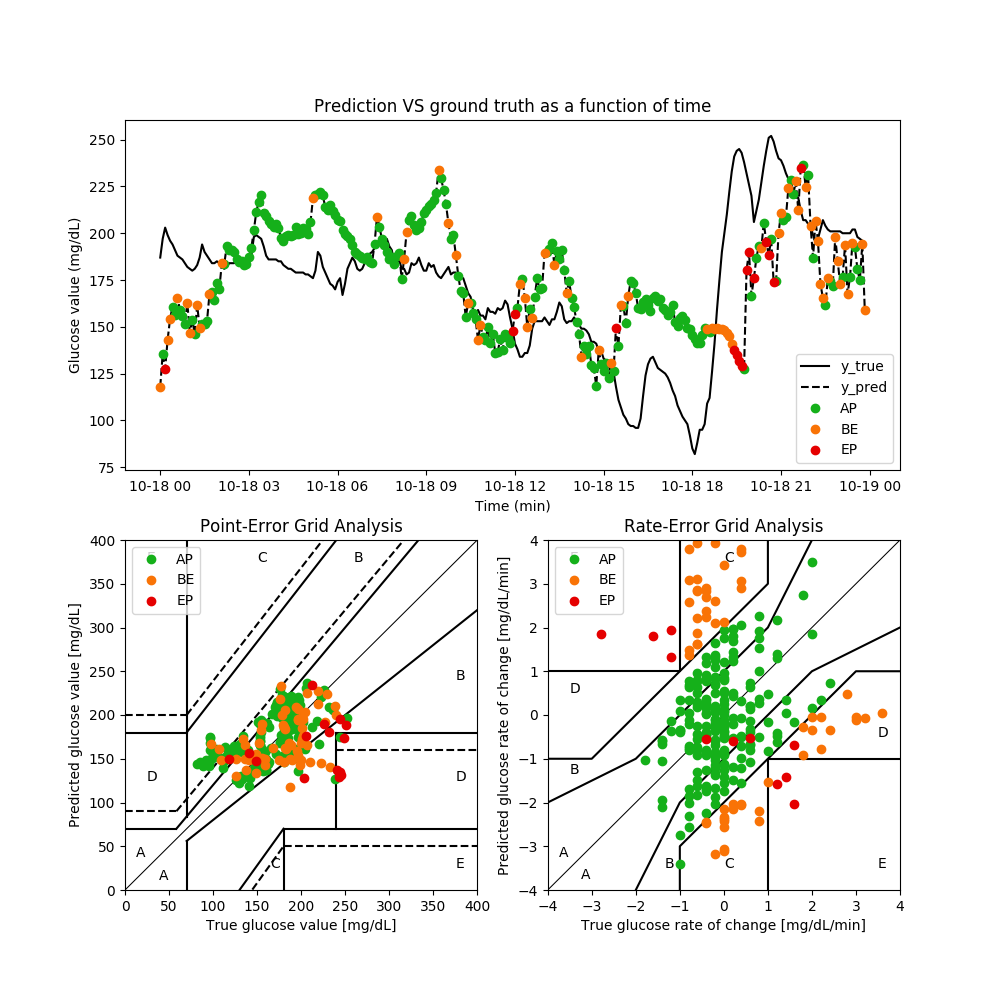 Prediction VS ground truth as a function of time
Glucose value (mg/dL)
250
225
200
175
150
125
100
75
y_true
y_pred
AP
BE
EP
10-18 00
10-18 03
10-18 06
10-18 09
10-18 12
10-18 15
10-18 18
10-18 21
10-19 00
Time (min)
Point-Error Grid Analysis
Predicted glucose value [mg/dL]
400
350
300
250
200
150
100
50
0
AP
BE
EP
C
B
B
D
D
A
A
C
E
0
50
100
150
200
250
300
350
400
True glucose value [mg/dL]
Rate-Error Grid Analysis
Predicted glucose rate of change [mg/dL/min]
4
3
2
1
0
−1
−2
−3
−4
AP
BE
EP
C
D
D
B
A
A
B
C
E
−4
−3
−2
−1
0
1
2
3
4
True glucose rate of change [mg/dL/min]